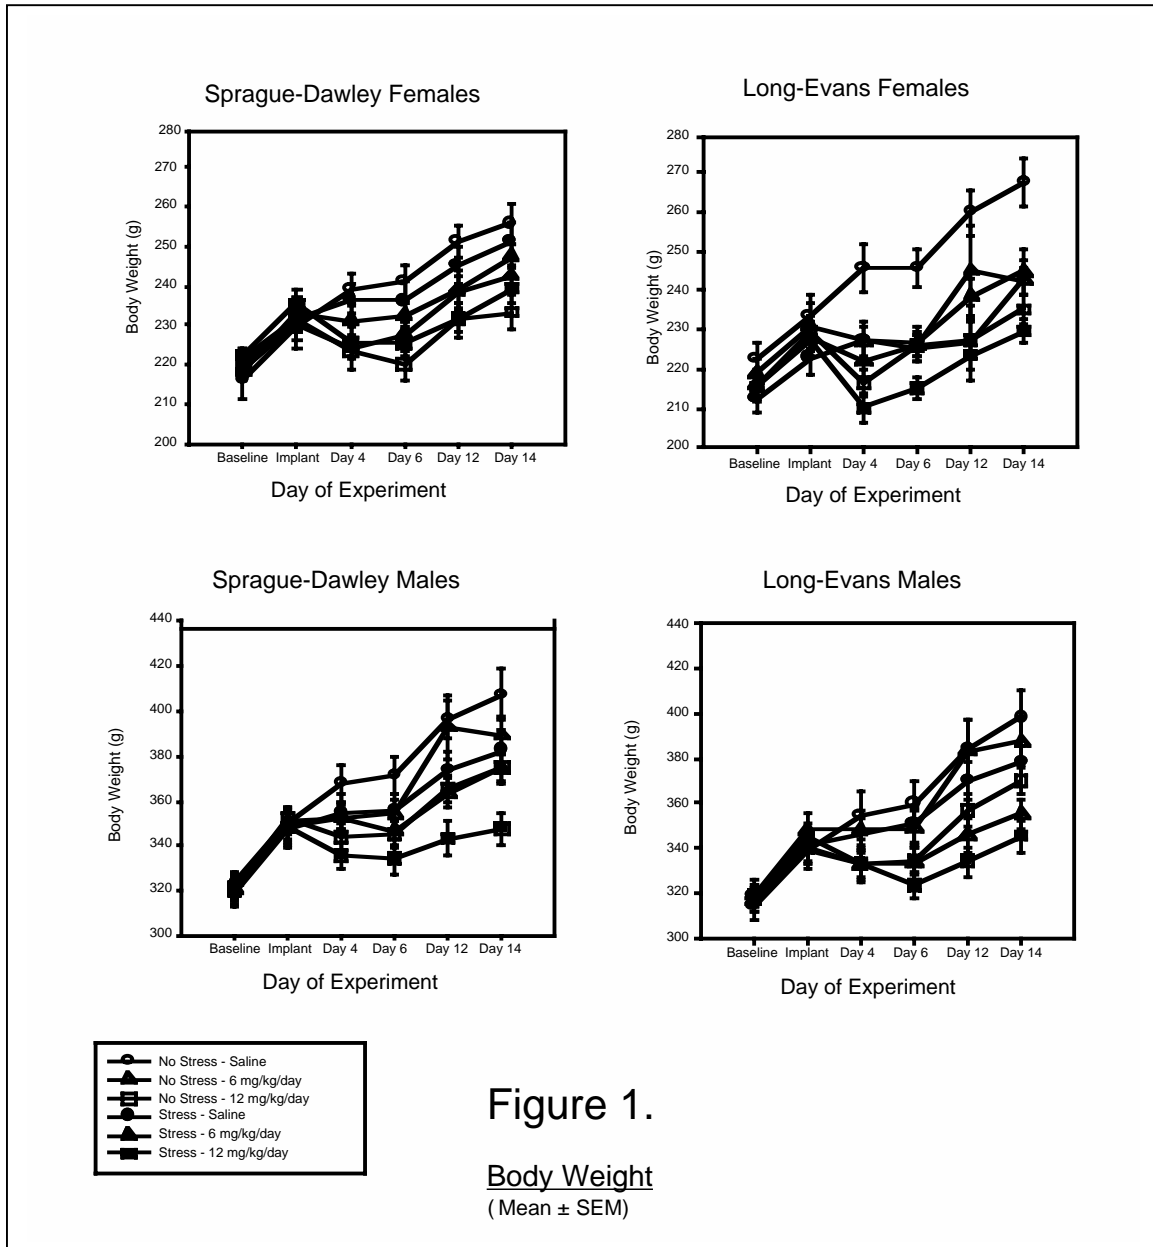 Sprague-Dawley Females
280
270
260
250
240
230
220
210
200
Body Weight (g)
Baseline Implant Day 4 Day 6 Day 12 Day 14
Day of Experiment
Long-Evans Females
280
270
260
250
240
230
220
210
200
Body Weight (g)
Baseline Implant Day 4 Day 6 Day 12 Day 14
Day of Experiment
Sprague-Dawley Males
440
420
400
380
360
340
320
300
Body Weight (g)
Baseline Implant Day 4 Day 6 Day 12 Day 14
Day of Experiment
Long-Evans Males
440
420
400
380
360
340
320
300
Body Weight (g)
Baseline Implant Day 4 Day 6 Day 12 Day 14
Day of Experiment
No Stress - Saline
No Stress - 6 mg/kg/day
No Stress - 12 mg/kg/day
Stress - Saline
Stress - 6 mg/kg/day
Stress - 12 mg/kg/day
Figure 1.
Body Weight
( Mean ± SEM)